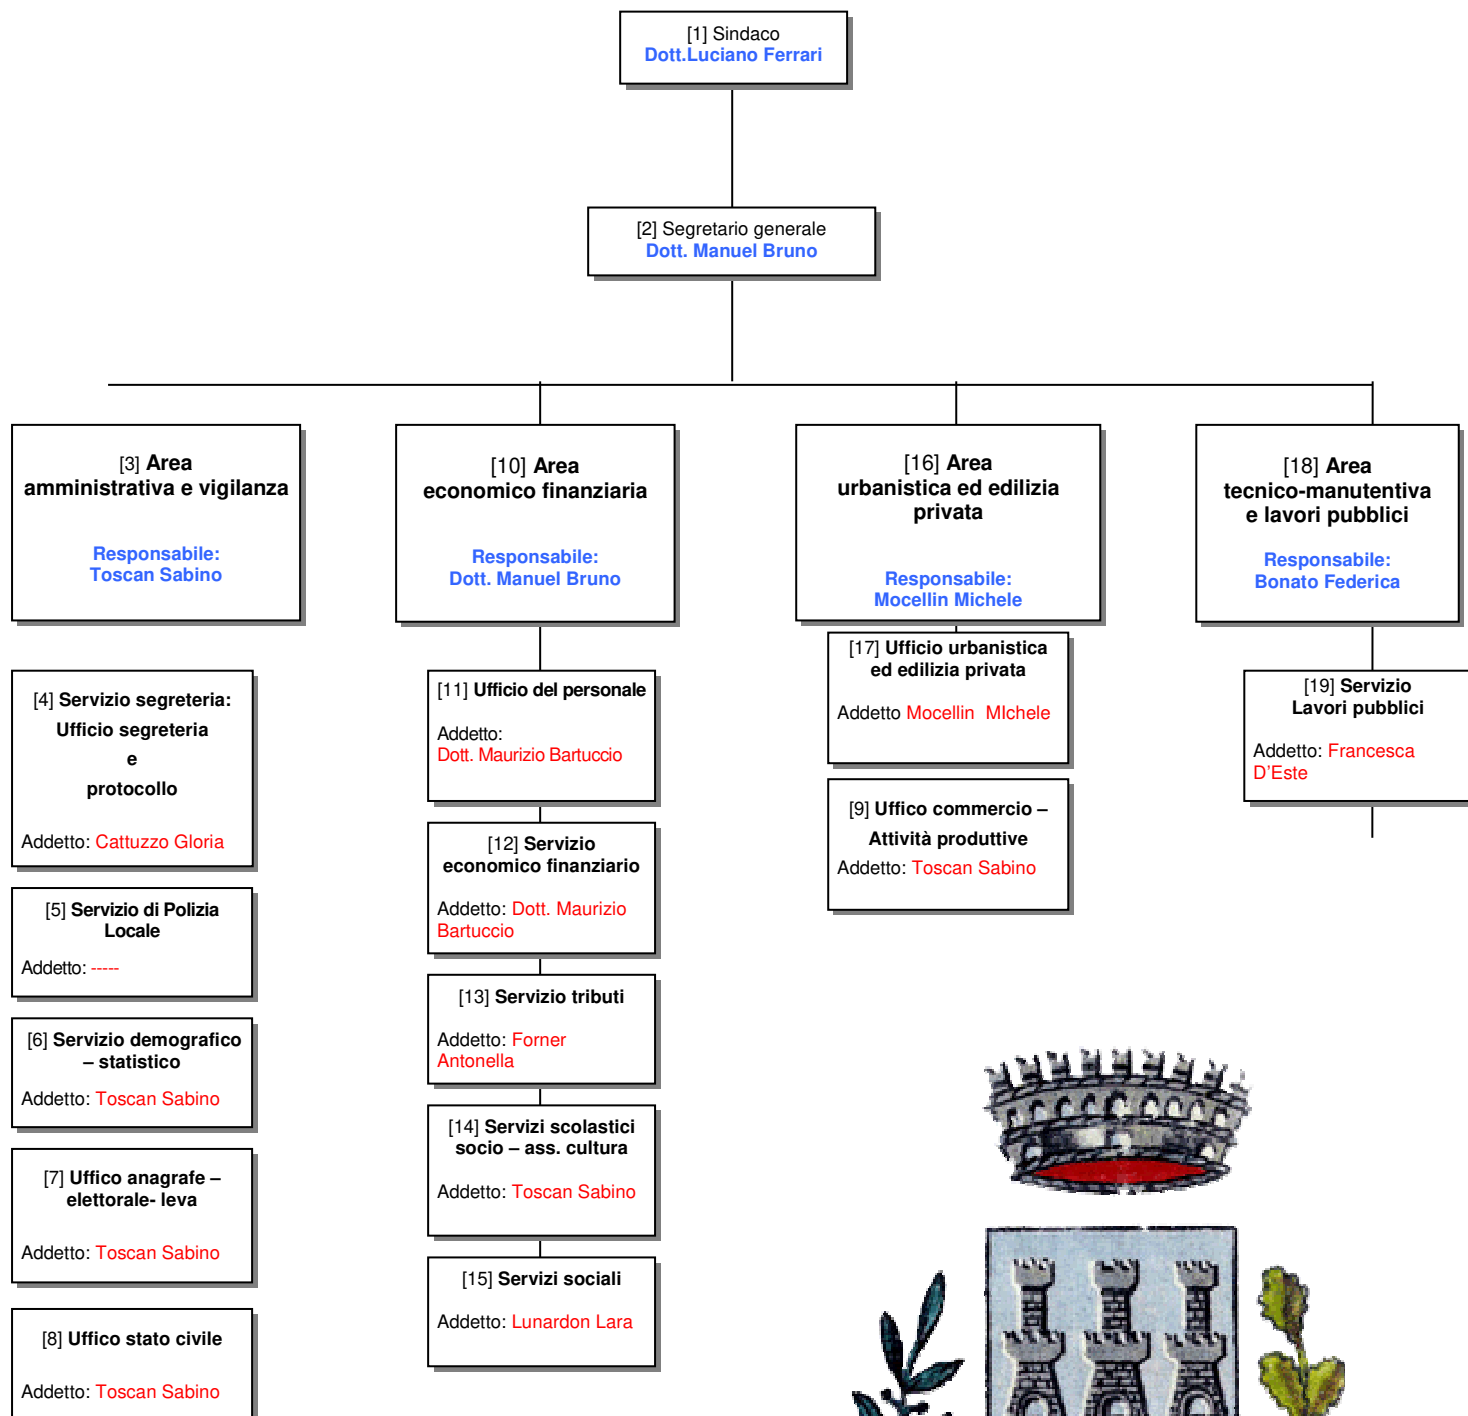 [1] Sindaco
Dott.Luciano Ferrari
[2] Segretario generale
Dott. Manuel Bruno
[3] Area
amministrativa e vigilanza
Responsabile:
Toscan Sabino
[4] Servizio segreteria:
Ufficio segreteria
e
protocollo
Addetto: Cattuzzo Gloria
[5] Servizio di Polizia
Locale
Addetto: -----
[6] Servizio demografico
– statistico
Addetto: Toscan Sabino
[7] Uffico anagrafe –
elettorale- leva
Addetto: Toscan Sabino
[8] Uffico stato civile
Addetto: Toscan Sabino
[10] Area
economico finanziaria
Responsabile:
Dott. Manuel Bruno
[11] Ufficio del personale
Addetto:
Dott. Maurizio Bartuccio
[12] Servizio
economico finanziario
Addetto: Dott. Maurizio
Bartuccio
[13] Servizio tributi
Addetto: Forner
Antonella
[14] Servizi scolastici
socio – ass. cultura
Addetto: Toscan Sabino
[15] Servizi sociali
Addetto: Lunardon Lara
[16] Area
urbanistica ed edilizia
privata
Responsabile:
Mocellin Michele
[17] Ufficio urbanistica
ed edilizia privata
Addetto Mocellin MIchele
[9] Uffico commercio –
Attività produttive
Addetto: Toscan Sabino
[18] Area
tecnico-manutentiva
e lavori pubblici
Responsabile:
Bonato Federica
[19] Servizio
Lavori pubblici
Addetto: Francesca
D'Este